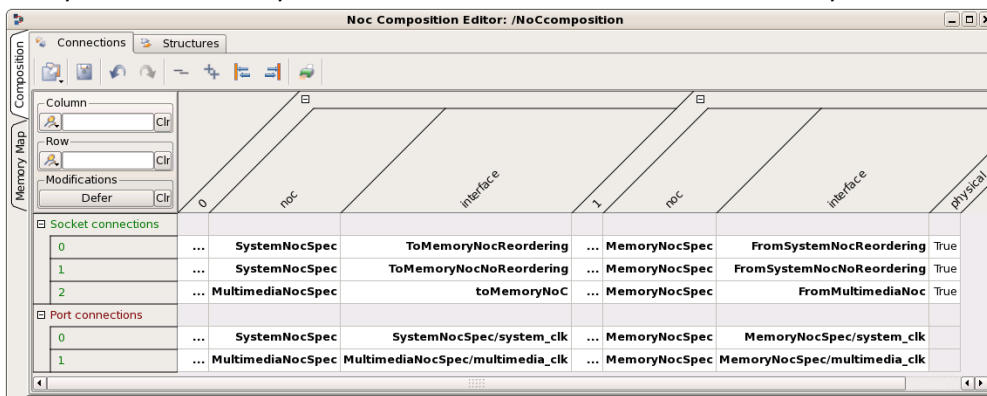 Noc Composition Editor: /NoCcomposition
Composition
Memory Map
Connections Structures
Column
Clr
Row
Clr
Modifications
Defer Clr
0 noc interface 1 noc interface physical
Socket connections
0 ... SystemNocSpec ToMemoryNocReordering ... MemoryNocSpec FromSystemNocReordering True
1 ... SystemNocSpec ToMemoryNocNoReordering ... MemoryNocSpec FromSystemNocNoReordering True
2 ... MultimediaNocSpec toMemoryNoC ... MemoryNocSpec FromMultimediaNoc True
Port connections
0 ... SystemNocSpec SystemNocSpec/system_clk ... MemoryNocSpec MemoryNocSpec/system_clk
1 ... MultimediaNocSpec MultimediaNocSpec/multimedia_clk ... MemoryNocSpec MemoryNocSpec/multimedia_clk